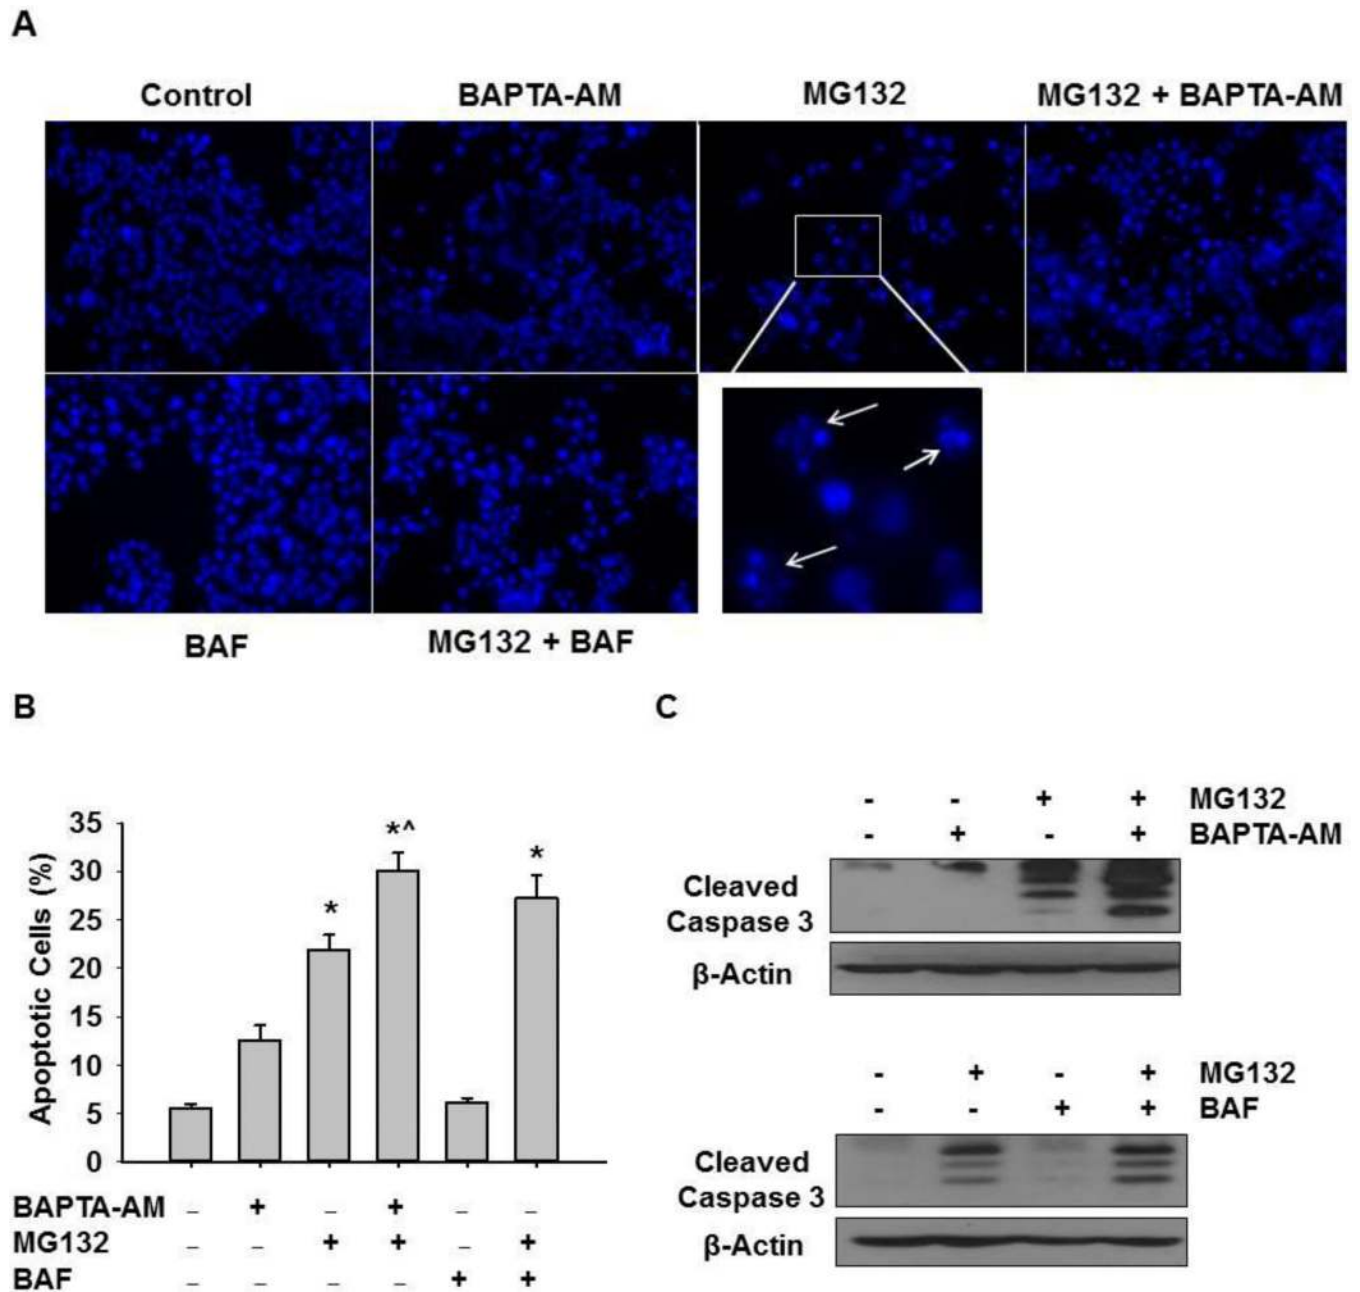 A
Control BAPTA-AM MG132 MG132 + BAPTA-AM
BAF MG132 + BAF
B
Apoptotic Cells (%)
35
30
25
20
15
10
5
0
* *^ *
BAPTA-AM – + – + – –
MG132 – – + + – +
BAF – – – – + +
C
- - + + MG132
- + - + BAPTA-AM
Cleaved
Caspase 3
β-Actin
- + - + MG132
- - + + BAF
Cleaved
Caspase 3
β-Actin